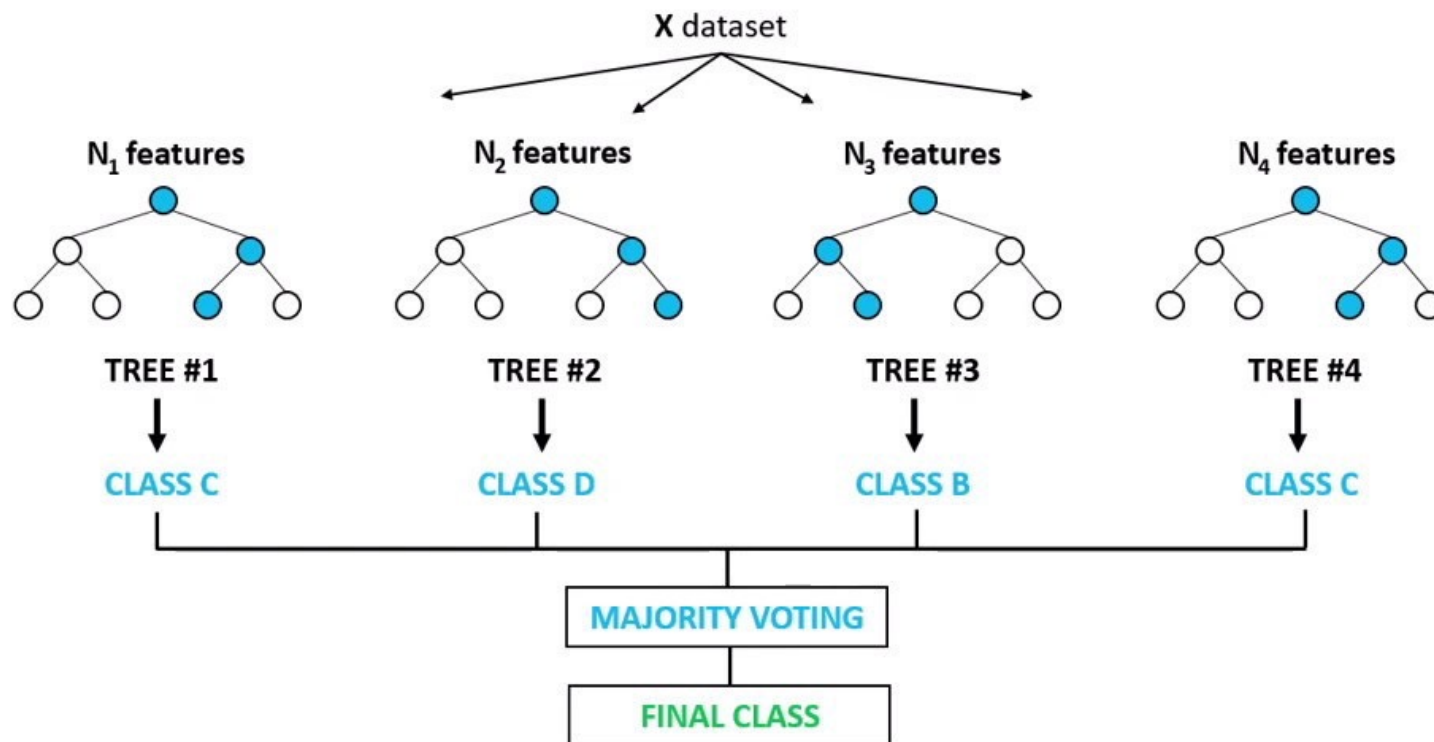 X dataset
N₁ features
N₂ features
N₃ features
N₄ features
TREE #1
TREE #2
TREE #3
TREE #4
CLASS C
CLASS D
CLASS B
CLASS C
MAJORITY VOTING
FINAL CLASS